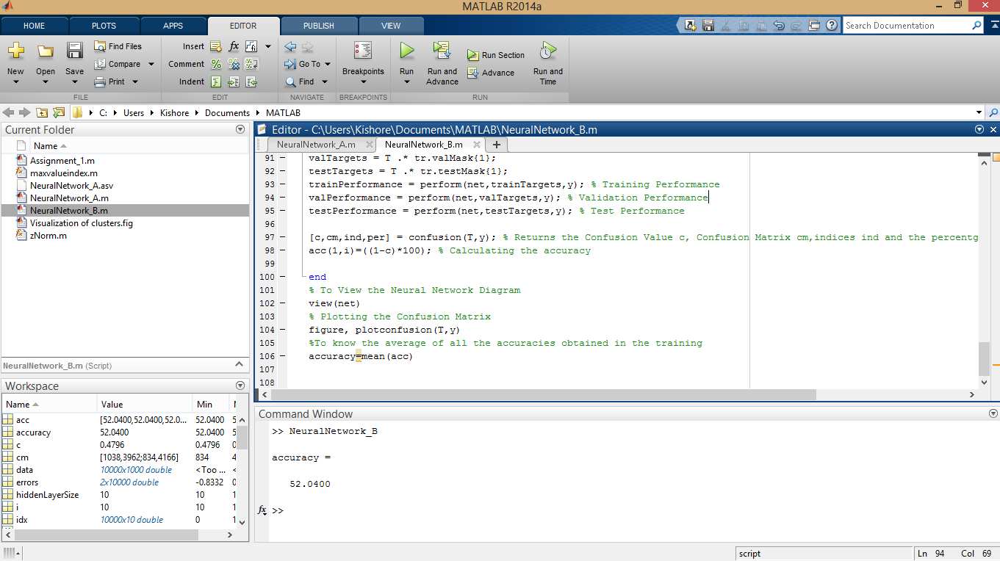 MATLAB R2014a
HOME PLOTS APPS EDITOR PUBLISH VIEW
Search Documentation
New
Open
Save
Find Files
Compare
Print
FILE
Insert
Comment
Indent
EDIT
Go To
Find
NAVIGATE
Breakpoints
BREAKPOINTS
Run
Run and Advance
Run Section
Advance
Run and Time
RUN
C: Users Kishore Documents MATLAB
Current Folder
Name
Assignment_1.m
maxvalueindex.m
NeuralNetwork_A.asv
NeuralNetwork_A.m
NeuralNetwork_B.m
Visualization of clusters.fig
zNorm.m
NeuralNetwork_B.m (Script)
Workspace
Name Value Min
acc [52.0400,52.0400,52.0... 52.0400 5
accuracy 52.0400 52.0400 5
c 0.4796 0.4796 0
cm [1038,3962;834,4166] 834 4
data 10000x1000 double <Too ... <
errors 2x10000 double -0.8332 0
hiddenLayerSize 10 10 1
i 10 10 1
idx 10000x10 double 0 1
Editor - C:\Users\Kishore\Documents\MATLAB\NeuralNetwork_B.m
NeuralNetwork_A.m NeuralNetwork_B.m
91 valTargets = T .* tr.valMask{1};
92 testTargets = T .* tr.testMask{1};
93 trainPerformance = perform(net,trainTargets,y); % Training Performance
94 valPerformance = perform(net,valTargets,y); % Validation Performance
95 testPerformance = perform(net,testTargets,y); % Test Performance
96
97 [c,cm,ind,per] = confusion(T,y); % Returns the Confusion Value c, Confusion Matrix cm,indices ind and the percentg
98 acc(1,i)=((1-c)*100); % Calculating the accuracy
99
100 end
101 % To View the Neural Network Diagram
102 view(net)
103 % Plotting the Confusion Matrix
104 figure, plotconfusion(T,y)
105 %To know the average of all the accuracies obtained in the training
106 accuracy=mean(acc)
107
108
Command Window
>> NeuralNetwork_B
accuracy =
52.0400
fx >>
script
Ln 94 Col 69